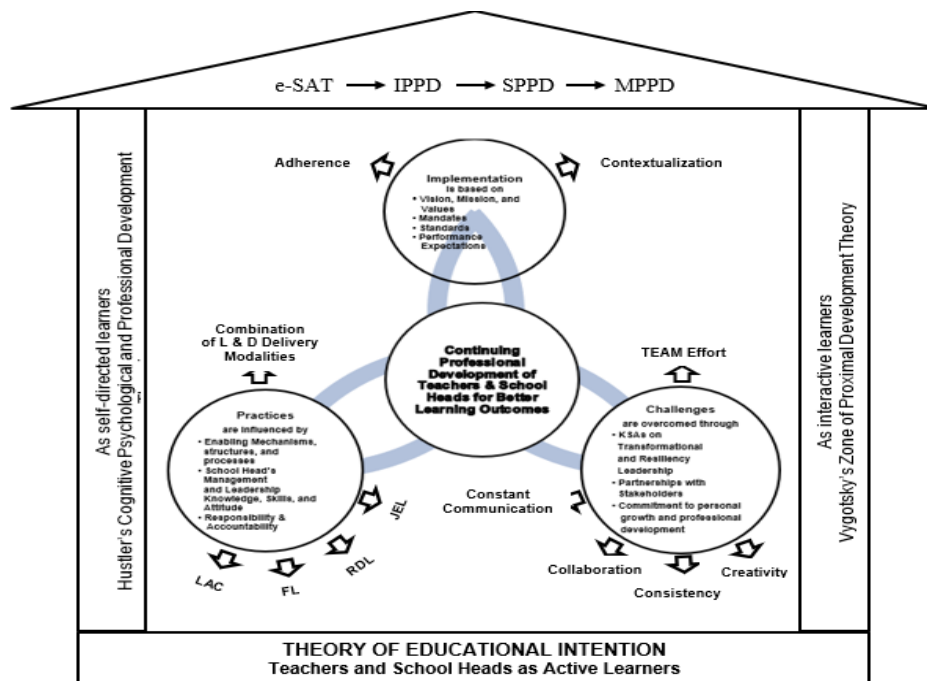 e-SAT → IPPD → SPPD → MPPD
As self-directed learners
Hustler's Cognitive Psychological and Professional Development
Adherence
Contextualization
Implementation
is based on
• Vision, Mission, and
Values
• Mandates
• Standards
• Performance
Expectations
Continuing
Professional
Development of
Teachers & School
Heads for Better
Learning Outcomes
Combination
of L & D Delivery
Modalities
Practices
are influenced by
• Enabling Mechanisms,
structures, and
processes
• School Head's
Management
and Leadership
Knowledge, Skills, and
Attitude
• Responsibility &
Accountability
LAC
FL
RDL
JEL
TEAM Effort
Challenges
are overcomed through
• KSAs on
Transformational
and Resiliency
Leadership
• Partnerships with
Stakeholders
• Commitment to personal
growth and professional
development
Constant
Communication
Collaboration
Consistency
Creativity
As interactive learners
Vygotsky's Zone of Proximal Development Theory
THEORY OF EDUCATIONAL INTENTION
Teachers and School Heads as Active Learners